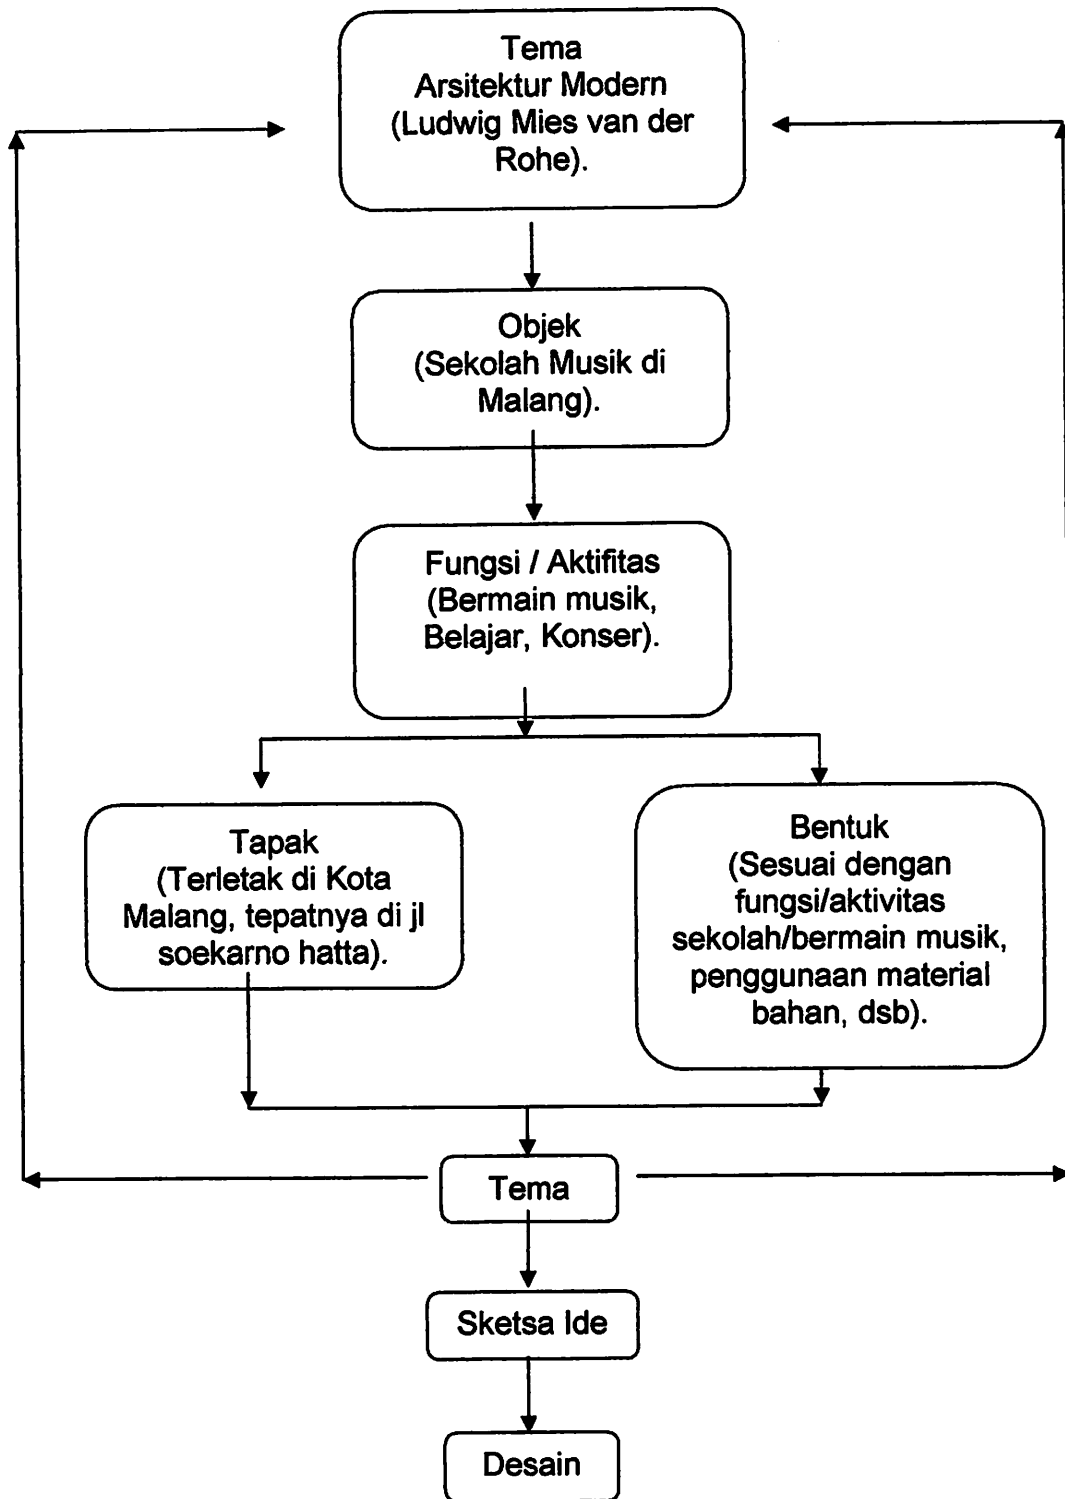 Tema
Arsitektur Modern
(Ludwig Mies van der
Rohe).
Objek
(Sekolah Musik di
Malang).
Fungsi / Aktifitas
(Bermain musik,
Belajar, Konser).
Tapak
(Terletak di Kota
Malang, tepatnya di jl
soekarno hatta).
Bentuk
(Sesuai dengan
fungsi/aktivitas
sekolah/bermain musik,
penggunaan material
bahan, dsb).
Tema
Sketsa Ide
Desain